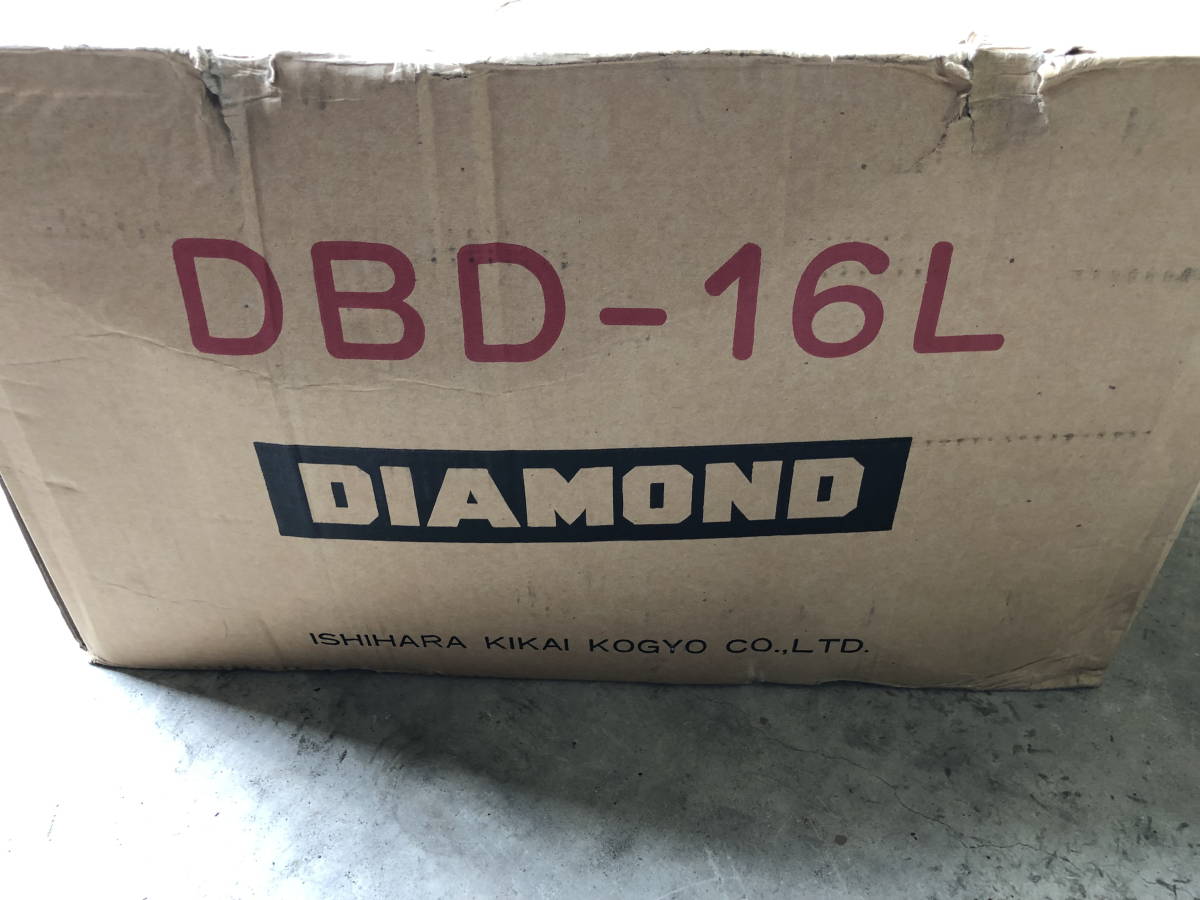 DBD-16L
DIAMOND
ISHIHARA KIKAI KOGYO CO.,LTD.